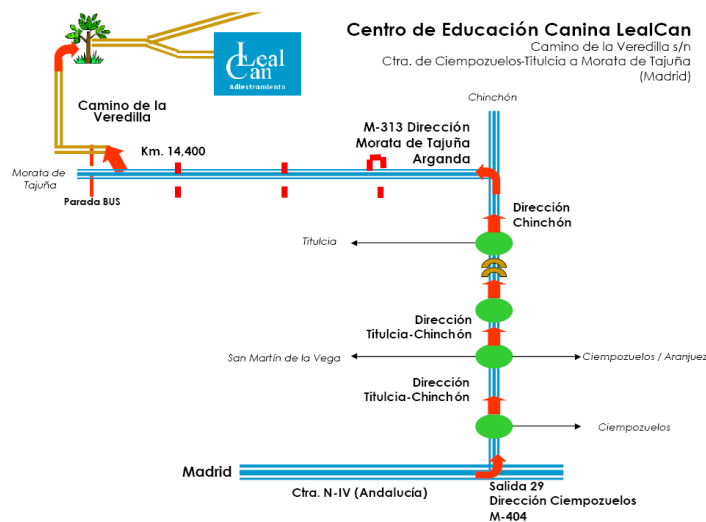 Centro de Educación Canina LealCan
Camino de la Veredilla s/n
Ctra. de Ciempozuelos-Titulcia a Morata de Tajuña
(Madrid)
Leal
Can
Adiestramiento
Chinchón
Camino de la
Veredilla
M-313 Dirección
Morata de Tajuña
Arganda
Km. 14,400
Morata de
Tajuña
Parada BUS
Dirección
Chinchón
Titulcia
Dirección
Titulcia-Chinchón
San Martín de la Vega
Ciempozuelos / Aranjuez
Dirección
Titulcia-Chinchón
Ciempozuelos
Madrid
Ctra. N-IV (Andalucía)
Salida 29
Dirección Ciempozuelos
M-404